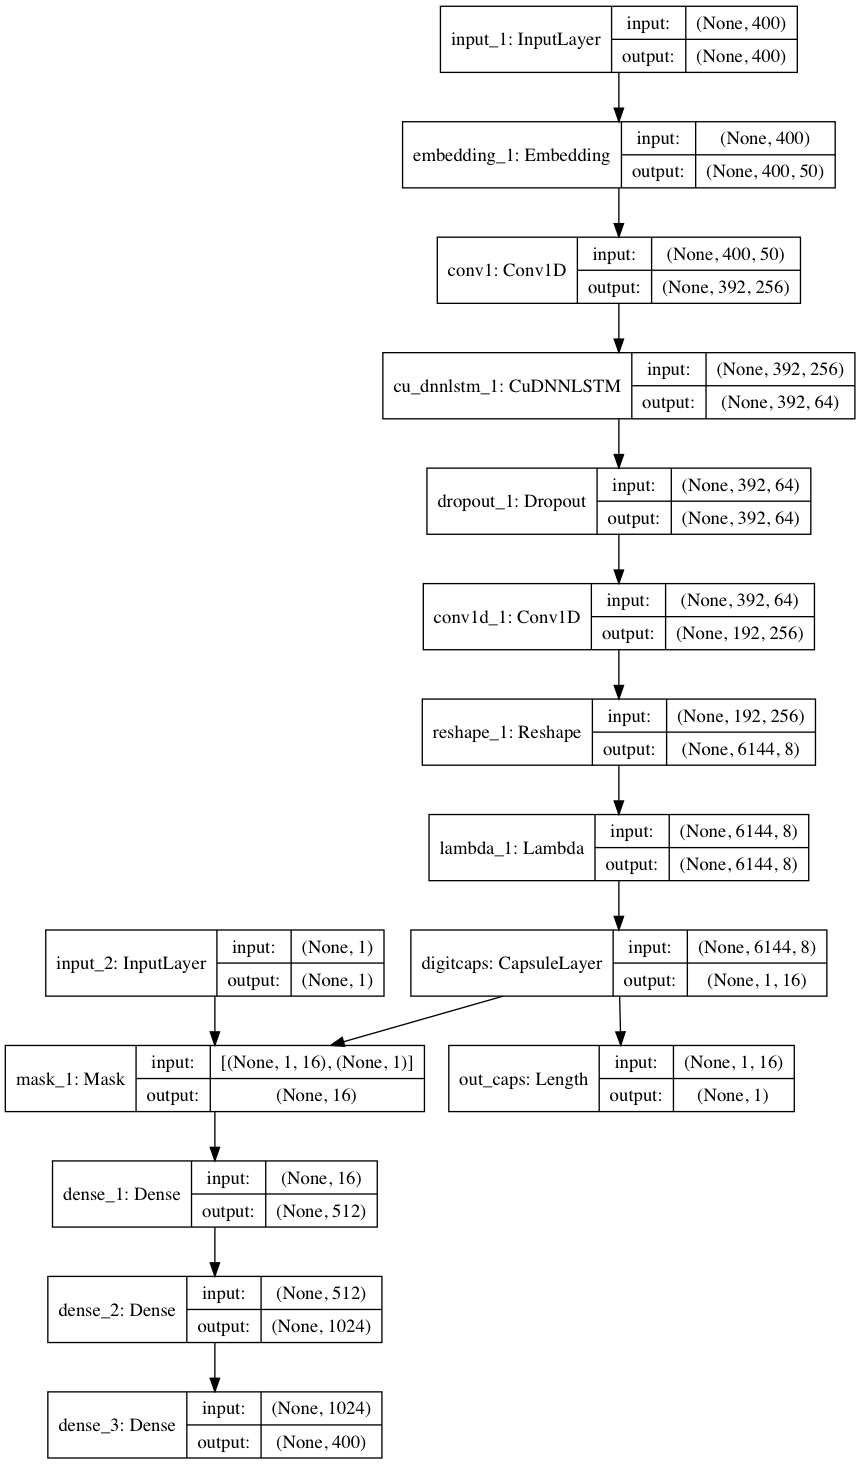 input_1: InputLayer
input: (None, 400)
output: (None, 400)
embedding_1: Embedding
input: (None, 400)
output: (None, 400, 50)
conv1: Conv1D
input: (None, 400, 50)
output: (None, 392, 256)
cu_dnnlstm_1: CuDNNLSTM
input: (None, 392, 256)
output: (None, 392, 64)
dropout_1: Dropout
input: (None, 392, 64)
output: (None, 392, 64)
conv1d_1: Conv1D
input: (None, 392, 64)
output: (None, 192, 256)
reshape_1: Reshape
input: (None, 192, 256)
output: (None, 6144, 8)
lambda_1: Lambda
input: (None, 6144, 8)
output: (None, 6144, 8)
input_2: InputLayer
input: (None, 1)
output: (None, 1)
digitcaps: CapsuleLayer
input: (None, 6144, 8)
output: (None, 1, 16)
mask_1: Mask
input: [(None, 1, 16), (None, 1)]
output: (None, 16)
out_caps: Length
input: (None, 1, 16)
output: (None, 1)
dense_1: Dense
input: (None, 16)
output: (None, 512)
dense_2: Dense
input: (None, 512)
output: (None, 1024)
dense_3: Dense
input: (None, 1024)
output: (None, 400)